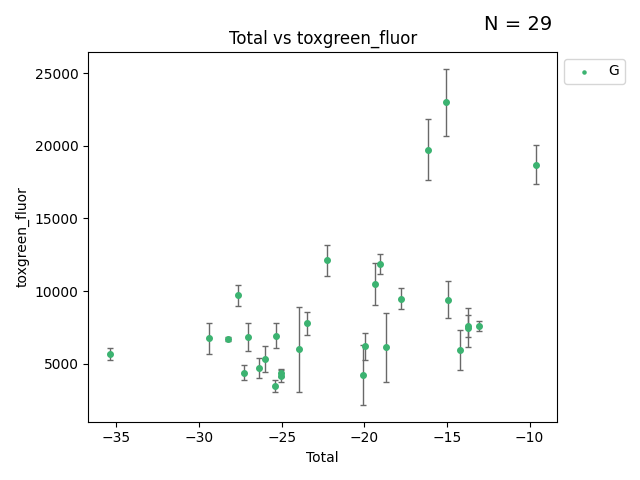 N = 29
Total vs toxgreen_fluor
G
25000
20000
15000
10000
5000
toxgreen_fluor
−35
−30
−25
−20
−15
−10
Total